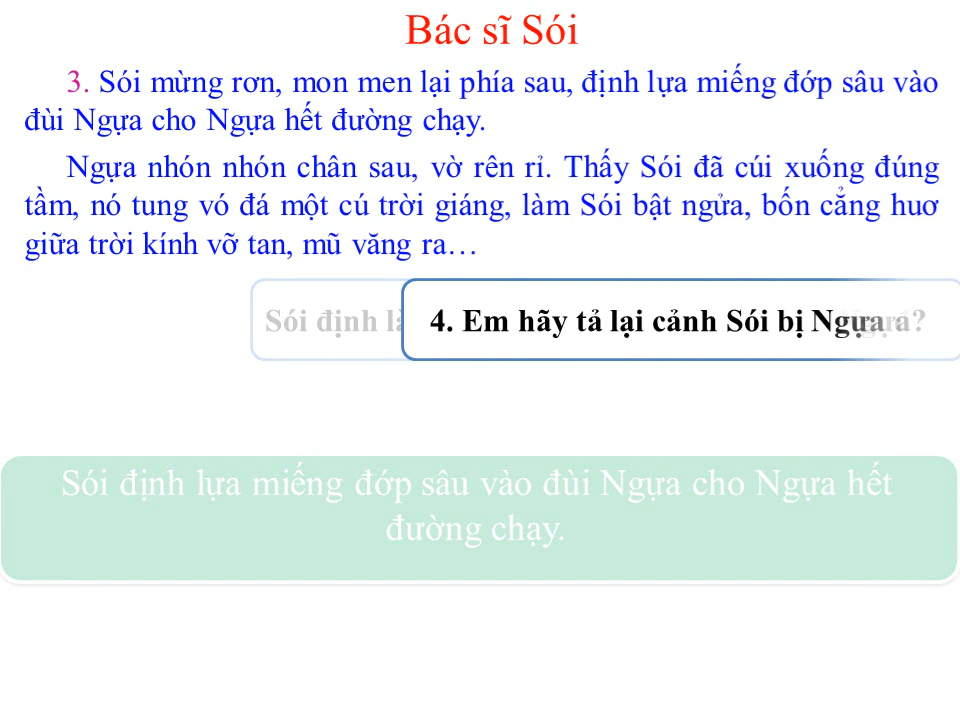 Bác sĩ Sói
3. Sói mừng rơn, mon men lại phía sau, định lựa miếng đớp sâu vào
đùi Ngựa cho Ngựa hết đường chạy.
Ngựa nhón nhón chân sau, vờ rên rỉ. Thấy Sói đã cúi xuống đúng
tầm, nó tung vó đá một cú trời giáng, làm Sói bật ngửa, bốn cẳng huơ
giữa trời kính vỡ tan, mũ văng ra…
Sói định
4. Em hãy tả lại cảnh Sói bị Ngựa
Sói định lựa miếng đớp sâu vào đùi Ngựa cho Ngựa hết
đường chạy.